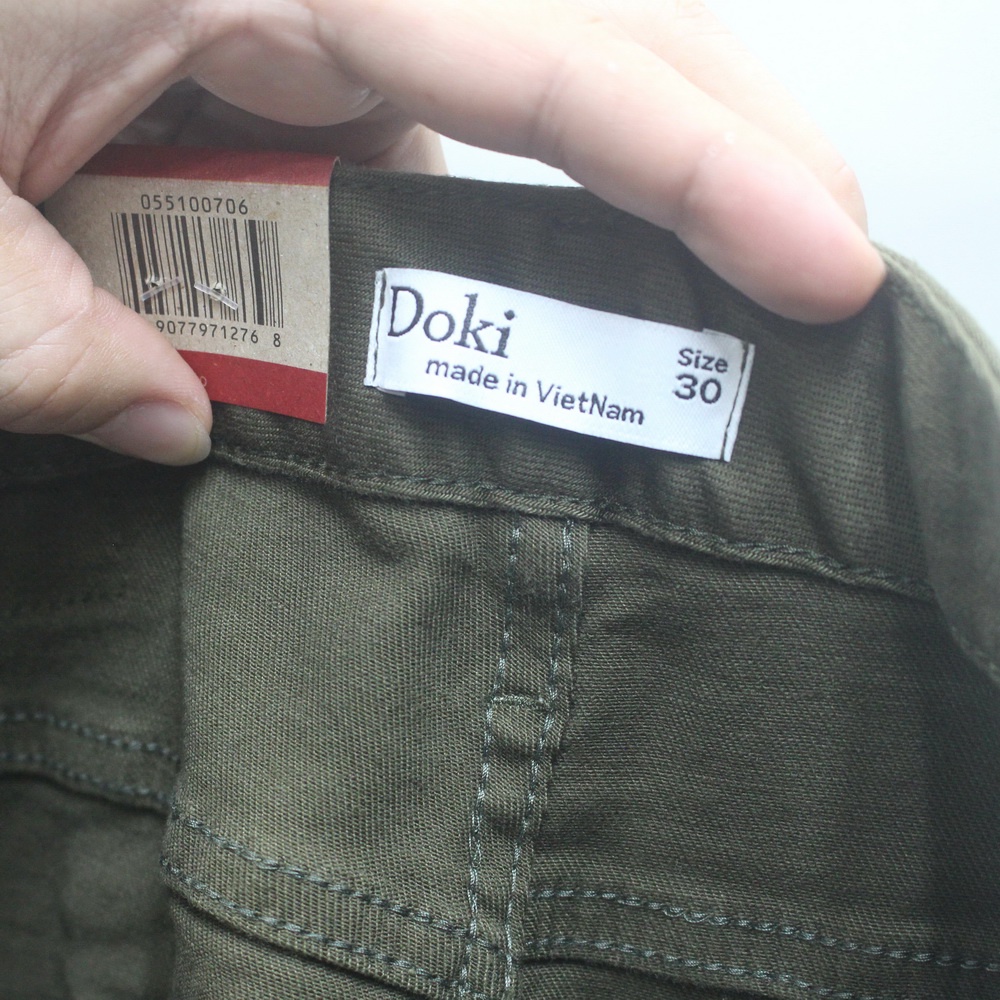 055100706
9077971276 8
Doki
made in VietNam
Size
30